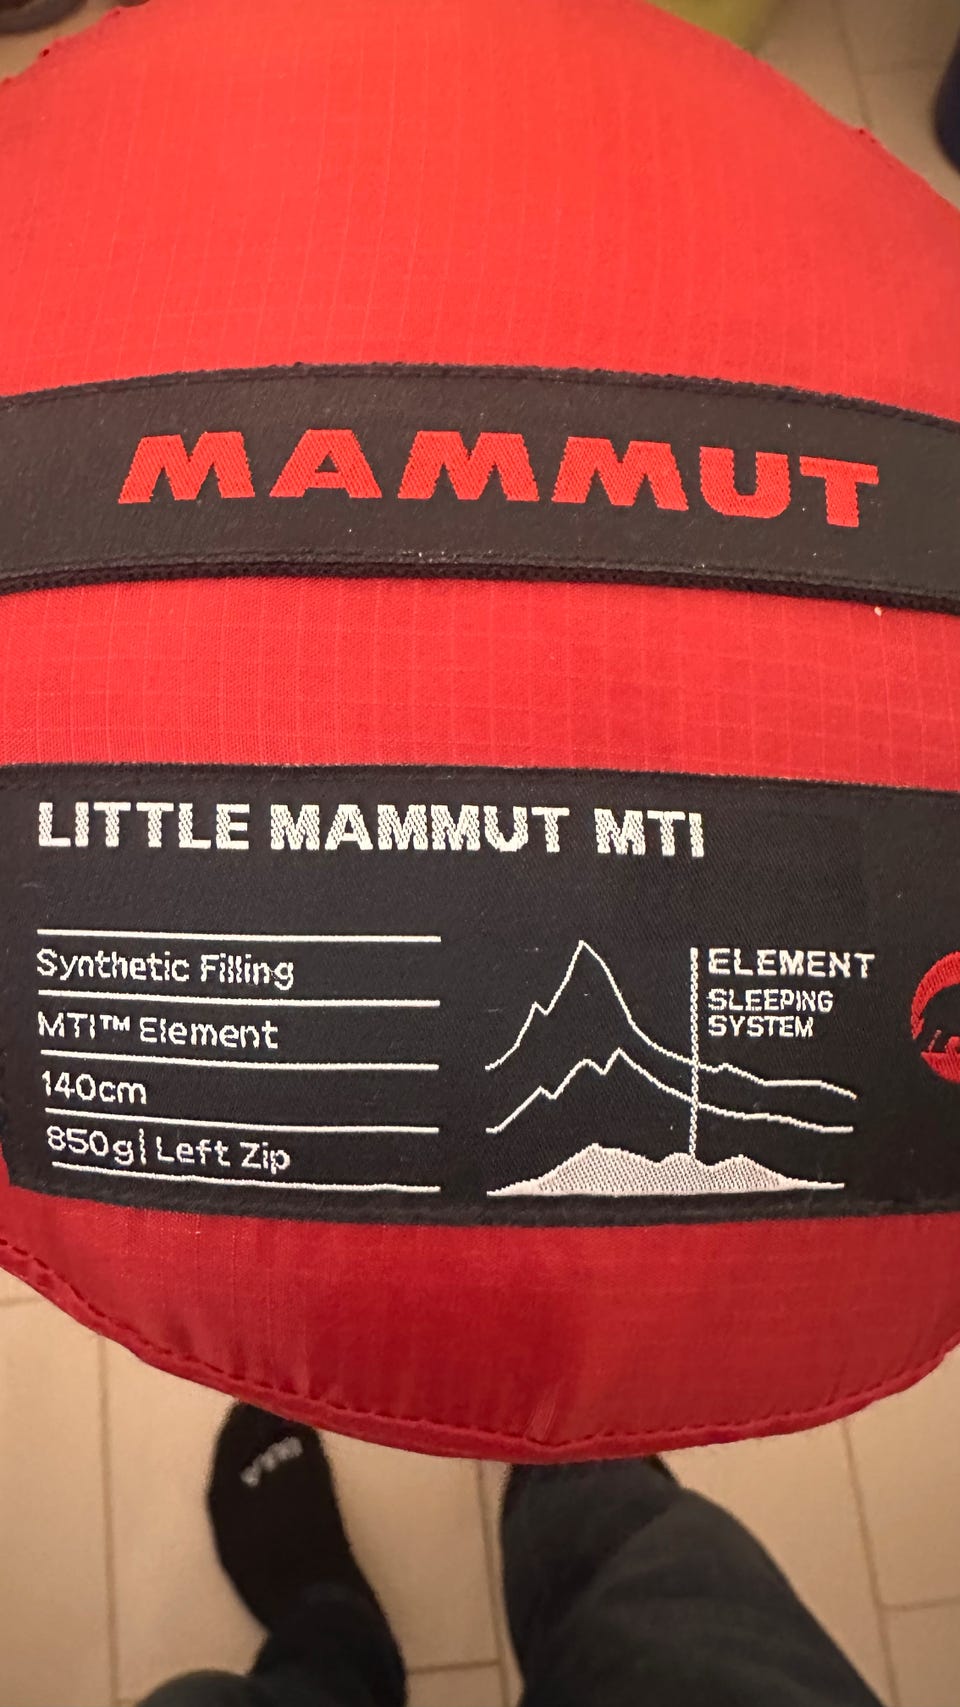 MAMMUT
LITTLE MAMMUT MTI
Synthetic Filling
MTI™ Element
140cm
850g| Left Zip
ELEMENT
SLEEPING
SYSTEM